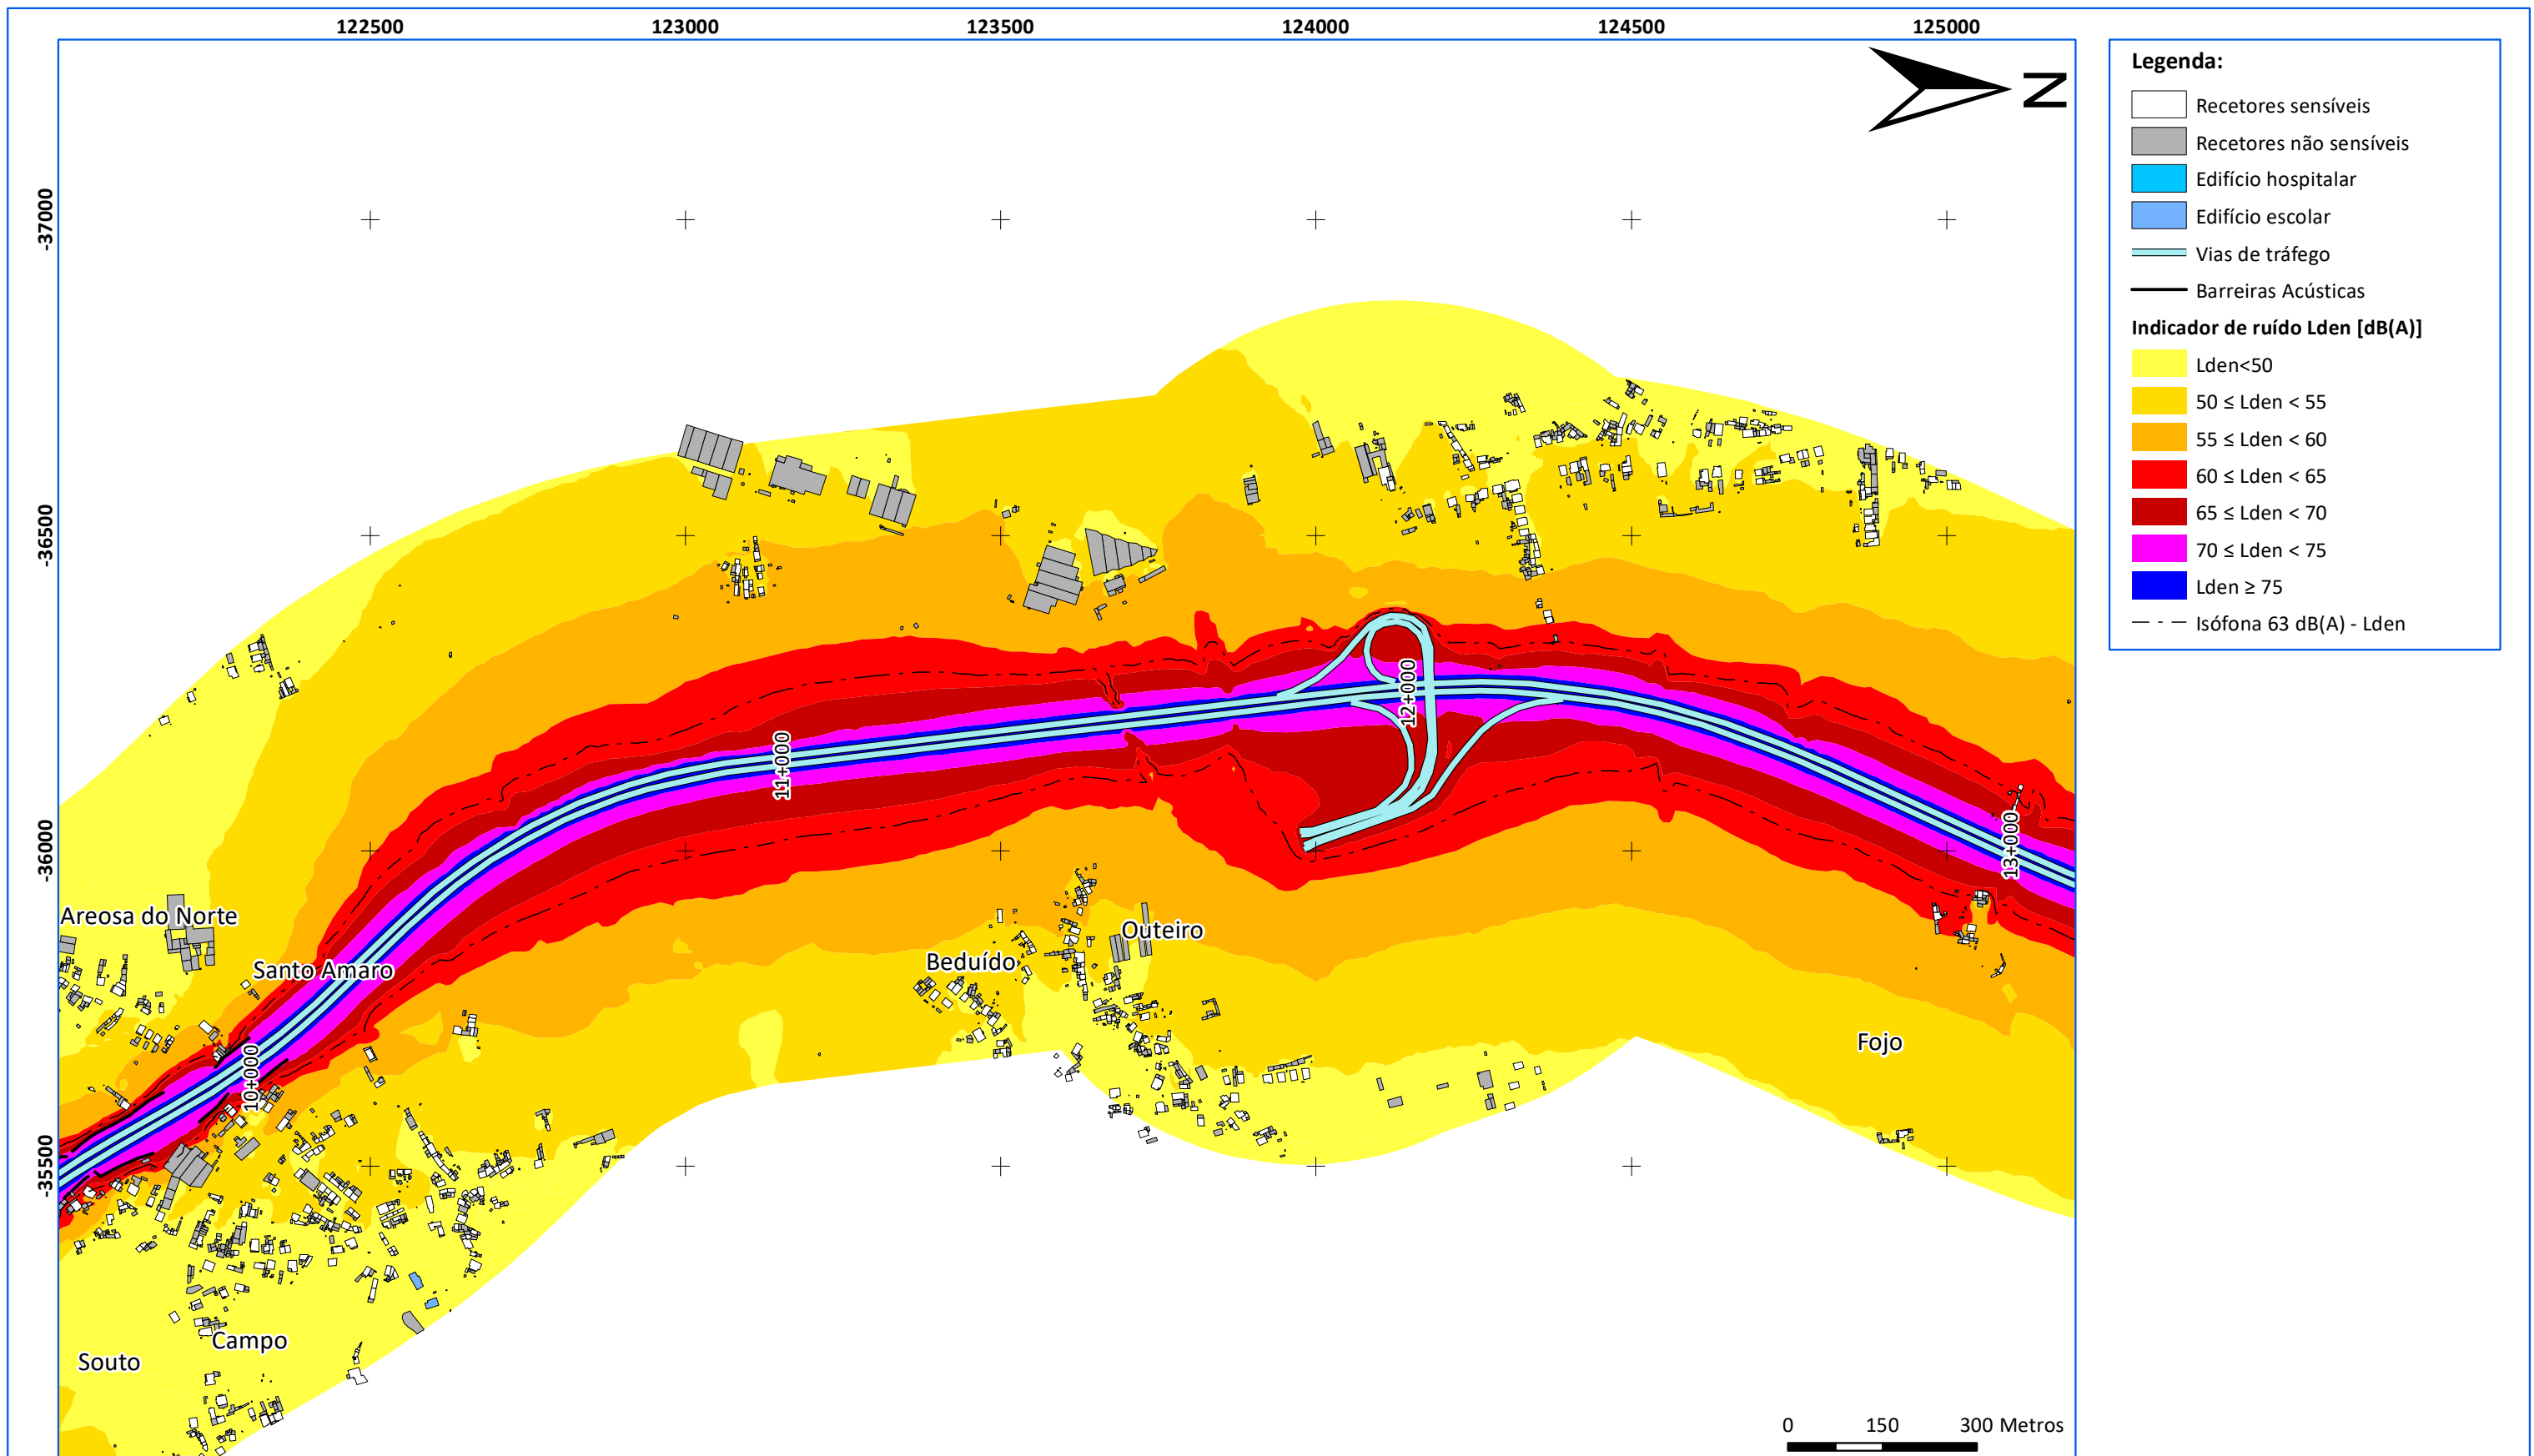 122500 123000 123500 124000 124500 125000
N
-37000
-36500
-36000
-35500
12+000
11+000
13+000
10+000
Areosa do Norte
Santo Amaro
Outeiro
Beduído
Fojo
Campo
Souto
0 150 300 Metros
Legenda:
Recetores sensíveis
Recetores não sensíveis
Edifício hospitalar
Edifício escolar
Vias de tráfego
Barreiras Acústicas
Indicador de ruído Lden [dB(A)]
Lden<50
50 ≤ Lden < 55
55 ≤ Lden < 60
60 ≤ Lden < 65
65 ≤ Lden < 70
70 ≤ Lden < 75
Lden ≥ 75
Isófona 63 dB(A) - Lden